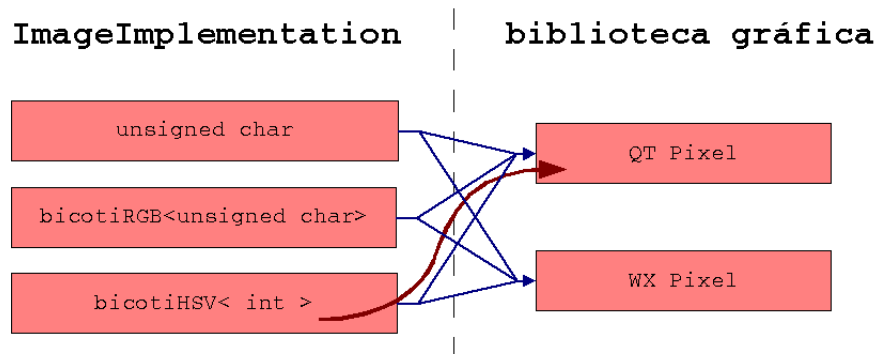 ImageImplementation
biblioteca gráfica
unsigned char
bicotiRGB<unsigned char>
bicotiHSV< int >
QT Pixel
WX Pixel